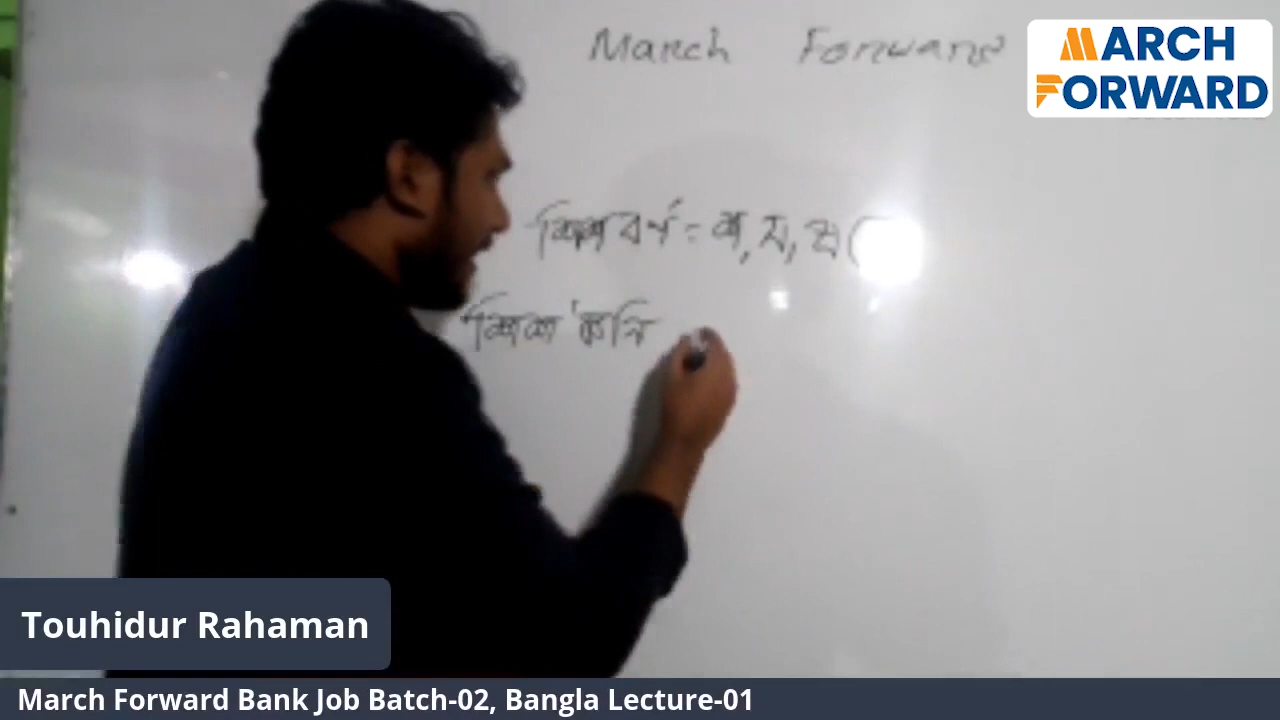 March Forward
MARCH
FORWARD
শিশ বর্ণ = শ, ষ, স (
শিশ ধ্বনি
Touhidur Rahaman
March Forward Bank Job Batch-02, Bangla Lecture-01